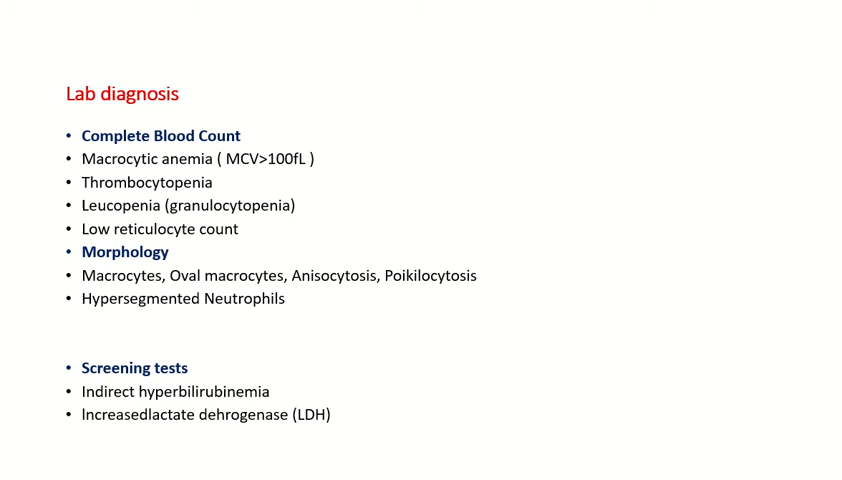 Lab diagnosis
• Complete Blood Count
• Macrocytic anemia ( MCV>100fL )
• Thrombocytopenia
• Leucopenia (granulocytopenia)
• Low reticulocyte count
• Morphology
• Macrocytes, Oval macrocytes, Anisocytosis, Poikilocytosis
• Hypersegmented Neutrophils
• Screening tests
• Indirect hyperbilirubinemia
• Increasedlactate dehrogenase (LDH)